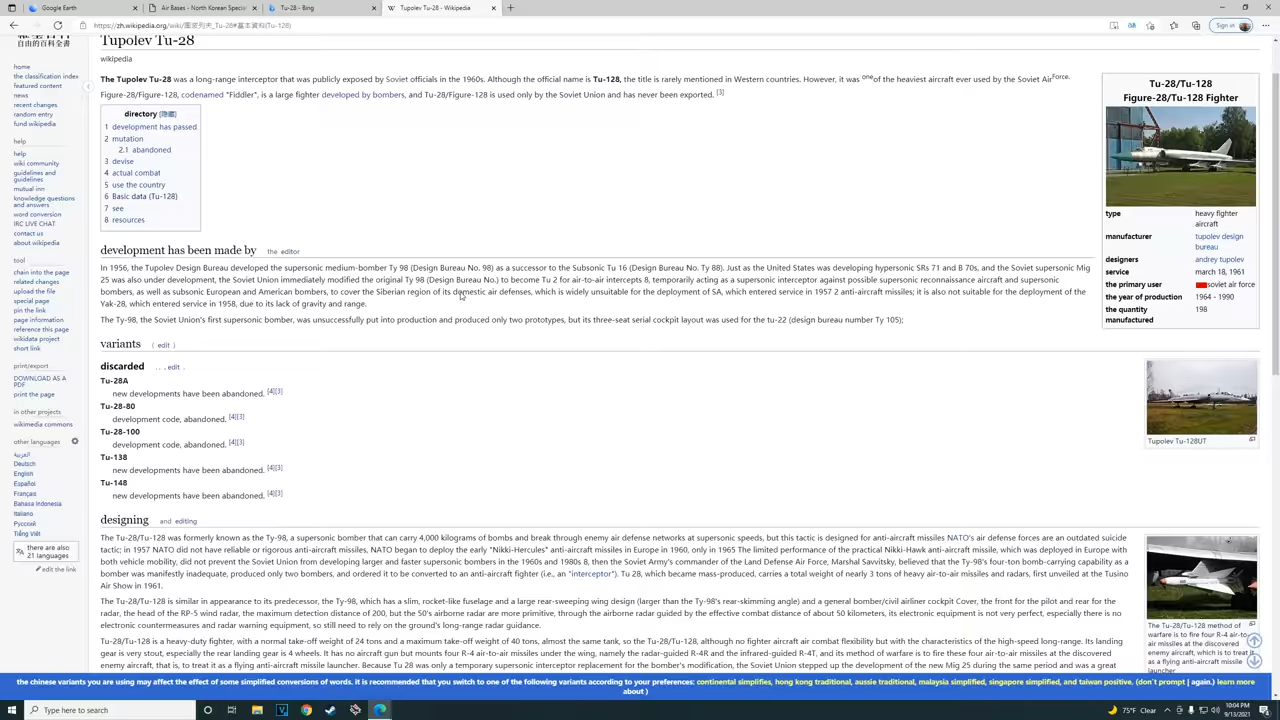 Google Earth
Air Bases - North Korean Special
Tu-28 - Bing
Tupolev Tu-28 - Wikipedia
https://zh.wikipedia.org/wiki/圖波列夫_Tu-28#基本資料(Tu-128)
Sign in
自由的百科全書
home
the classification index
featured content
news
recent changes
random entry
fund wikipedia
help
help
wiki community
guidelines and
guidelines
mutual inn
knowledge questions
and answers
word conversion
IRC LIVE CHAT
contact us
about wikipedia
tool
chain into the page
related changes
upload the file
special page
pin the link
page information
reference this page
wikidata project
short link
print/export
DOWNLOAD AS A
PDF
print the page
in other projects
wikimedia commons
other languages
العربية
Deutsch
English
Español
Français
Bahasa Indonesia
Italiano
Русский
Tiếng Việt
there are also
21 languages
edit the link
Tupolev Tu-28
wikipedia
The Tupolev Tu-28 was a long-range interceptor that was publicly exposed by Soviet officials in the 1960s. Although the official name is Tu-128, the title is rarely mentioned in Western countries. However, it was one of the heaviest aircraft ever used by the Soviet Air Force.
Figure-28/Figure-128, codenamed "Fiddler", is a large fighter developed by bombers, and Tu-28/Figure-128 is used only by the Soviet Union and has never been exported. [3]
directory [隐藏]
1 development has passed
2 mutation
2.1 abandoned
3 devise
4 actual combat
5 use the country
6 Basic data (Tu-128)
7 see
8 resources
development has been made by the editor
In 1956, the Tupolev Design Bureau developed the supersonic medium-bomber Ty 98 (Design Bureau No. 98) as a successor to the Subsonic Tu 16 (Design Bureau No. Ty 88). Just as the United States was developing hypersonic SRs 71 and B 70s, and the Soviet supersonic Mig
25 was also under development, the Soviet Union immediately modified the original Ty 98 (Design Bureau No.) to become Tu 2 for air-to-air intercepts 8, temporarily acting as a supersonic interceptor against possible supersonic reconnaissance aircraft and supersonic
bombers, as well as subsonic European and American bombers, to cover the Siberian region of its domestic air defenses, which is widely unsuitable for the deployment of SA, which entered service in 1957 2 anti-aircraft missiles; it is also not suitable for the deployment of the
Yak-28, which entered service in 1958, due to its lack of gravity and range.
The Ty-98, the Soviet Union's first supersonic bomber, was unsuccessfully put into production and produced only two prototypes, but its three-seat serial cockpit layout was used for the tu-22 (design bureau number Ty 105);
variants ( edit )
discarded . . , edit .
Tu-28A
new developments have been abandoned. [4][3]
Tu-28-80
development code, abandoned. [4][3]
Tu-28-100
development code, abandoned. [4][3]
Tu-138
new developments have been abandoned. [4][3]
Tu-148
new developments have been abandoned. [4][3]
designing and editing
The Tu-28/Tu-128 was formerly known as the Ty-98, a supersonic bomber that can carry 4,000 kilograms of bombs and break through enemy air defense networks at supersonic speeds, but this tactic is designed for anti-aircraft missiles NATO's air defense forces are an outdated suicide
tactic; in 1957 NATO did not have reliable or rigorous anti-aircraft missiles, NATO began to deploy the early "Nikki-Hercules" anti-aircraft missiles in Europe in 1960, only in 1965 The limited performance of the practical Nikki-Hawk anti-aircraft missile, which was deployed in Europe with
both vehicle mobility, did not prevent the Soviet Union from developing larger and faster supersonic bombers in the 1960s and 1980s 8, then the Soviet Army's commander of the Land Defense Air Force, Marshal Savvitsky, believed that the Ty-98's four-ton bomb-carrying capability as a
bomber was manifestly inadequate, produced only two bombers, and ordered it to be converted to an anti-aircraft fighter (i.e., an "interceptor"). Tu 28, which became mass-produced, carries a total weight of nearly 3 tons of heavy air-to-air missiles and radars, first unveiled at the Tusino
Air Show in 1961.
The Tu-28/Tu-128 is similar in appearance to its predecessor, the Ty-98, which has a slim, rocket-like fuselage and a large rear-sweeping wing design (larger than the Ty-98's rear-skimming angle) and a general bomber/civil airliner cockpit Cover, the front for the pilot and rear for the
radar, the head of the RP-5 wind radar, the maximum detection distance of 200, but the 50's airborne radar are more primitive, through the airborne radar guided by the effective combat distance of about 50 kilometers, its electronic equipment is not very perfect, especially there is no
electronic countermeasures and radar warning equipment, so still need to rely on the ground's long-range radar guidance.
Tu-28/Tu-128 is a heavy-duty fighter, with a normal take-off weight of 24 tons and a maximum take-off weight of 40 tons, almost the same tank, so the Tu-28/Tu-128, although no fighter aircraft air combat flexibility but with the characteristics of the high-speed long-range. Its landing
gear is very stout, especially the rear landing gear is 4 wheels. It has no aircraft gun but mounts four R-4 air-to-air missiles under the wing, namely the radar-guided R-4R and the infrared-guided R-4T, and its method of warfare is to fire these four air-to-air missiles at the discovered
enemy aircraft, that is, to treat it as a flying anti-aircraft missile launcher. Because Tu 28 was only a temporary supersonic interceptor replacement for the bomber's modification, the Soviet Union stepped up the development of the new Mig 25 during the same period and was a great
Tu-28/Tu-128
Figure-28/Tu-128 Fighter
type heavy fighter
aircraft
manufacturer tupolev design
bureau
designers andrey tupolev
service march 18, 1961
the primary user soviet air force
the year of production 1964 - 1990
the quantity 198
manufactured
Tupolev Tu-128UT
The Tu-28/Tu-128 method of
warfare is to fire four R-4 air-to-
air missiles at the discovered
enemy aircraft, which is to treat it
as a flying anti-aircraft missile
launcher
the chinese variants you are using may affect the effect of some simplified conversions of words. it is recommended that you switch to one of the following variants according to your preferences: continental simplifies, hong kong traditional, aussie traditional, malaysia simplified, singapore simplified, and taiwan positive. (don't prompt | again.) learn more
about )
Type here to search
75°F Clear
10:04 PM
9/13/2021